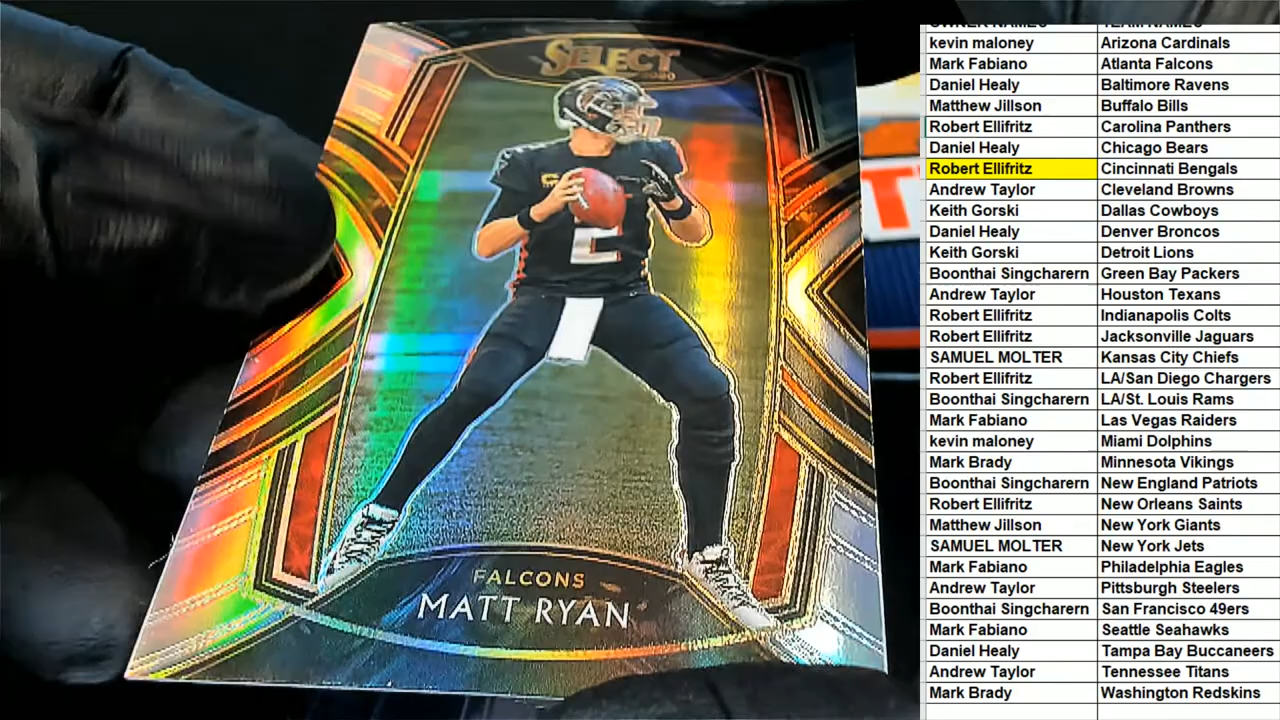 SELECT
2020
2
FALCONS
MATT RYAN
T
OWNER NAMES TEAM NAMES
kevin maloney Arizona Cardinals
Mark Fabiano Atlanta Falcons
Daniel Healy Baltimore Ravens
Matthew Jillson Buffalo Bills
Robert Ellifritz Carolina Panthers
Daniel Healy Chicago Bears
Robert Ellifritz Cincinnati Bengals
Andrew Taylor Cleveland Browns
Keith Gorski Dallas Cowboys
Daniel Healy Denver Broncos
Keith Gorski Detroit Lions
Boonthai Singcharern Green Bay Packers
Andrew Taylor Houston Texans
Robert Ellifritz Indianapolis Colts
Robert Ellifritz Jacksonville Jaguars
SAMUEL MOLTER Kansas City Chiefs
Robert Ellifritz LA/San Diego Chargers
Boonthai Singcharern LA/St. Louis Rams
Mark Fabiano Las Vegas Raiders
kevin maloney Miami Dolphins
Mark Brady Minnesota Vikings
Boonthai Singcharern New England Patriots
Robert Ellifritz New Orleans Saints
Matthew Jillson New York Giants
SAMUEL MOLTER New York Jets
Mark Fabiano Philadelphia Eagles
Andrew Taylor Pittsburgh Steelers
Boonthai Singcharern San Francisco 49ers
Mark Fabiano Seattle Seahawks
Daniel Healy Tampa Bay Buccaneers
Andrew Taylor Tennessee Titans
Mark Brady Washington Redskins